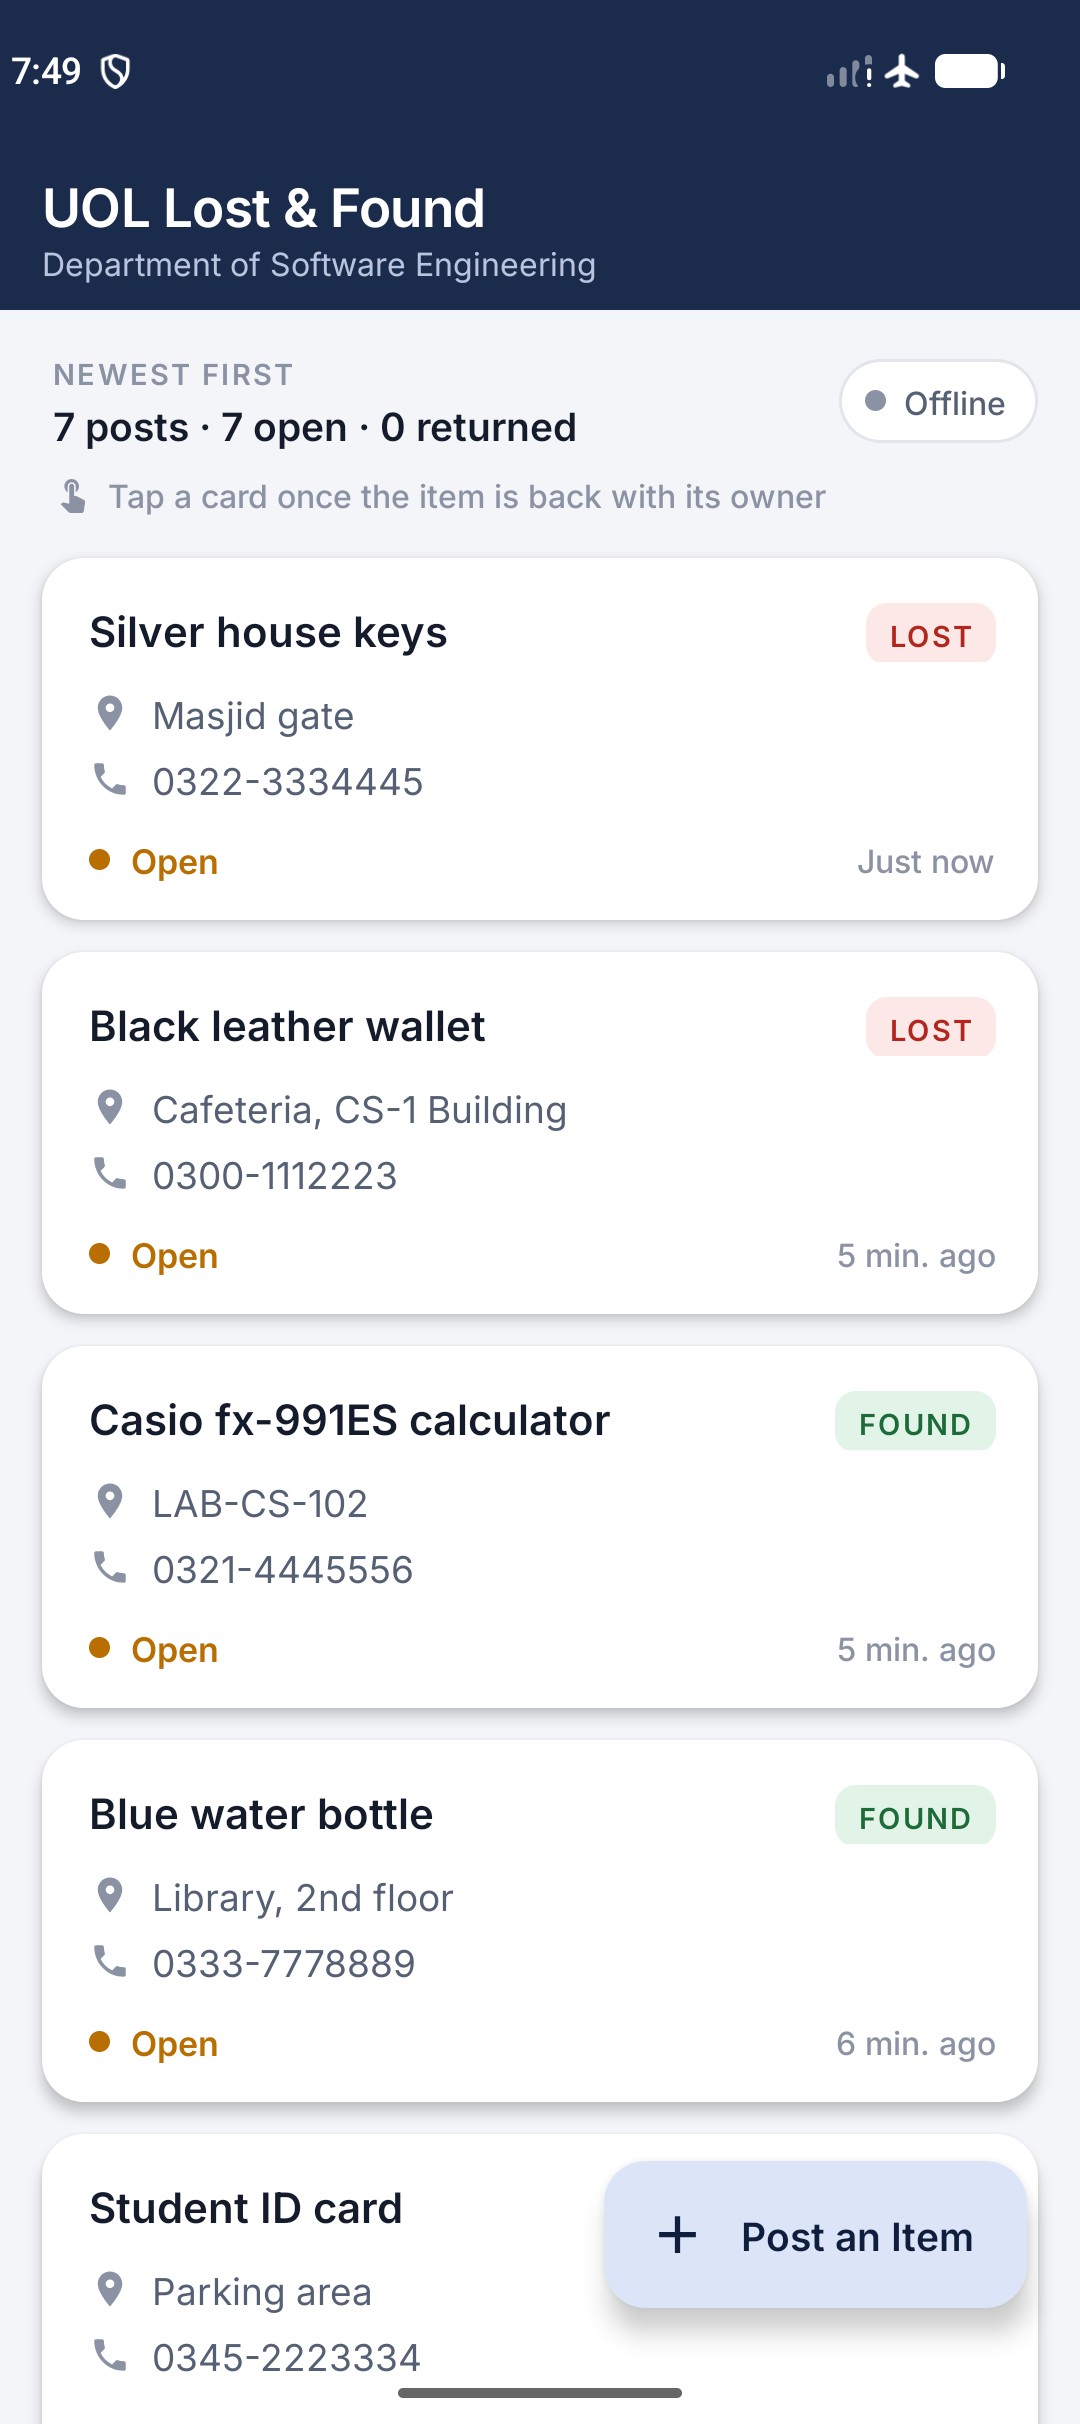 7:49
UOL Lost & Found
Department of Software Engineering
NEWEST FIRST
7 posts · 7 open · 0 returned
Offline
Tap a card once the item is back with its owner
Silver house keys
LOST
Masjid gate
0322-3334445
Open
Just now
Black leather wallet
LOST
Cafeteria, CS-1 Building
0300-1112223
Open
5 min. ago
Casio fx-991ES calculator
FOUND
LAB-CS-102
0321-4445556
Open
5 min. ago
Blue water bottle
FOUND
Library, 2nd floor
0333-7778889
Open
6 min. ago
Student ID card
Post an Item
Parking area
0345-2223334